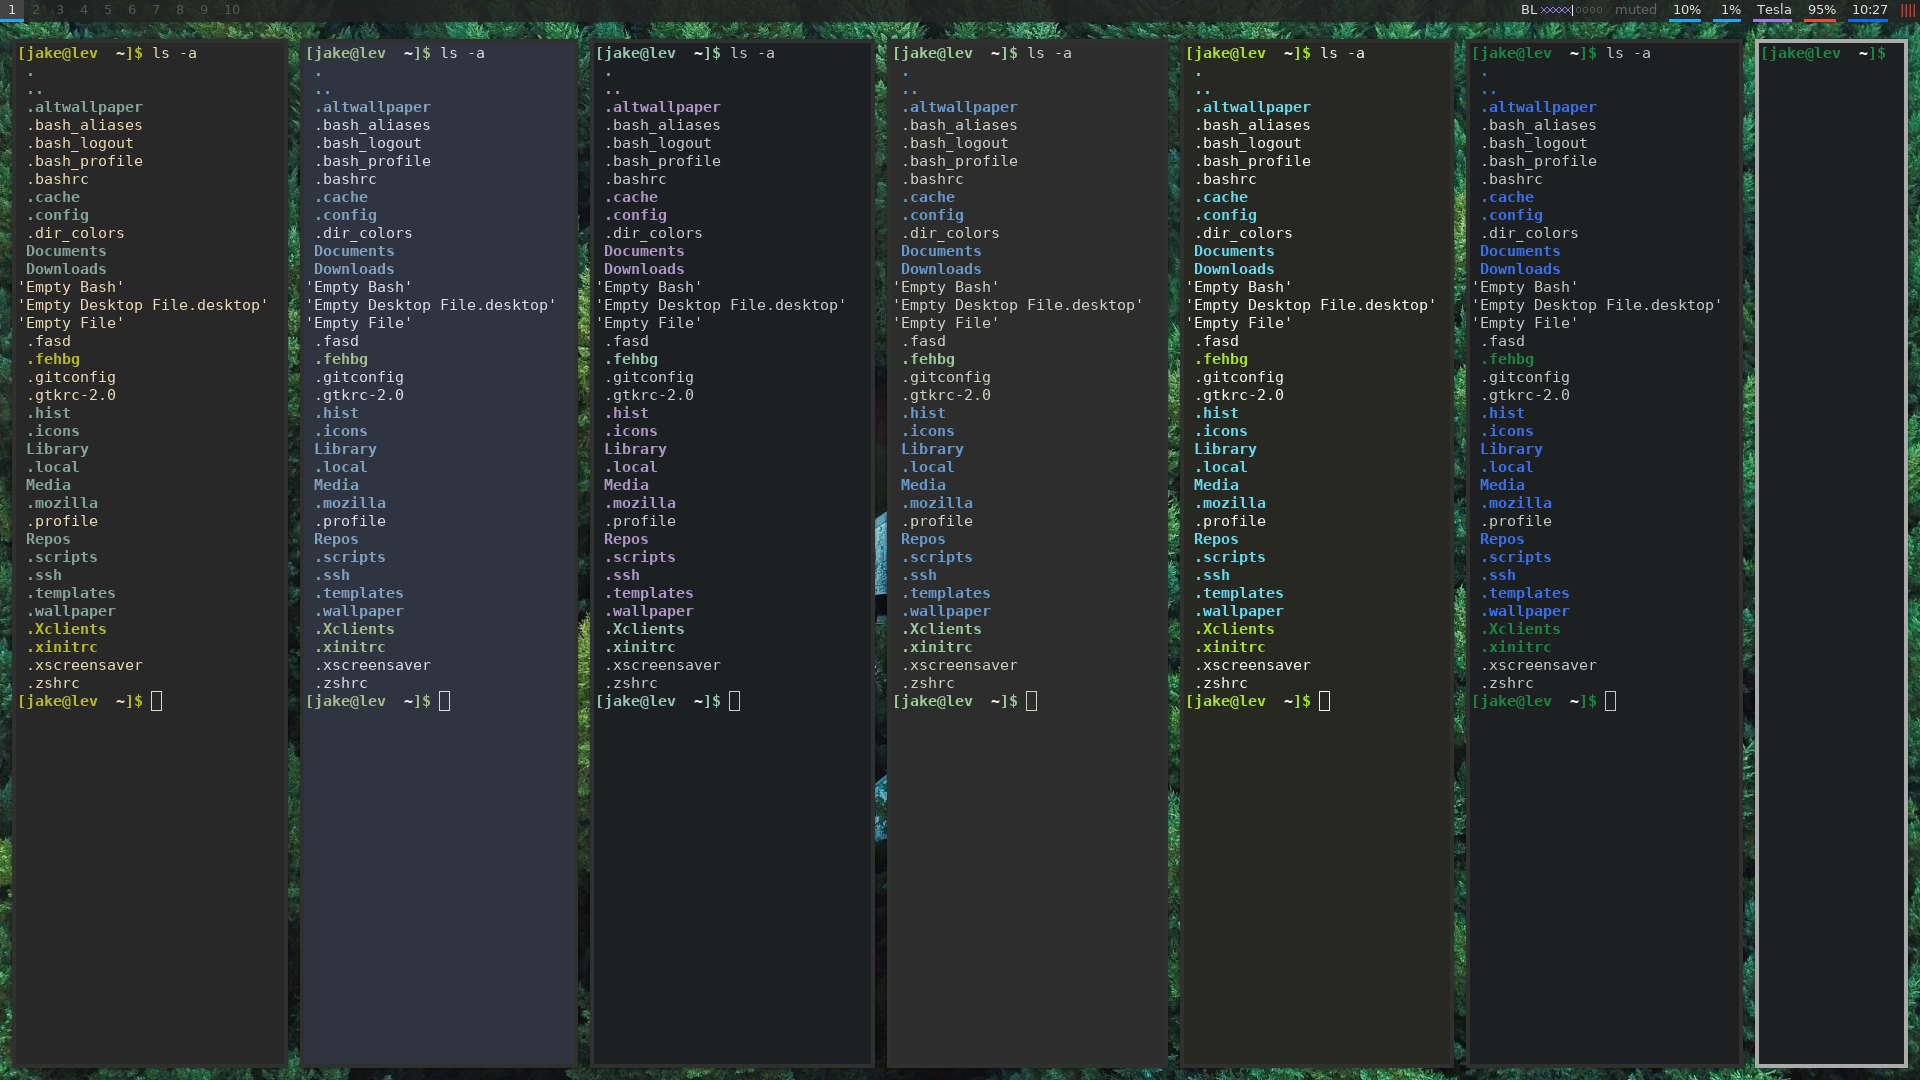 1 2 3 4 5 6 7 8 9 10
BL xxxxx|oooo muted 10% 1% Tesla 95% 10:27 ||||
[jake@lev ~]$ ls -a
.
..
.altwallpaper
.bash_aliases
.bash_logout
.bash_profile
.bashrc
.cache
.config
.dir_colors
Documents
Downloads
'Empty Bash'
'Empty Desktop File.desktop'
'Empty File'
.fasd
.fehbg
.gitconfig
.gtkrc-2.0
.hist
.icons
Library
.local
Media
.mozilla
.profile
Repos
.scripts
.ssh
.templates
.wallpaper
.Xclients
.xinitrc
.xscreensaver
.zshrc
[jake@lev ~]$
[jake@lev ~]$ ls -a
.
..
.altwallpaper
.bash_aliases
.bash_logout
.bash_profile
.bashrc
.cache
.config
.dir_colors
Documents
Downloads
'Empty Bash'
'Empty Desktop File.desktop'
'Empty File'
.fasd
.fehbg
.gitconfig
.gtkrc-2.0
.hist
.icons
Library
.local
Media
.mozilla
.profile
Repos
.scripts
.ssh
.templates
.wallpaper
.Xclients
.xinitrc
.xscreensaver
.zshrc
[jake@lev ~]$
[jake@lev ~]$ ls -a
.
..
.altwallpaper
.bash_aliases
.bash_logout
.bash_profile
.bashrc
.cache
.config
.dir_colors
Documents
Downloads
'Empty Bash'
'Empty Desktop File.desktop'
'Empty File'
.fasd
.fehbg
.gitconfig
.gtkrc-2.0
.hist
.icons
Library
.local
Media
.mozilla
.profile
Repos
.scripts
.ssh
.templates
.wallpaper
.Xclients
.xinitrc
.xscreensaver
.zshrc
[jake@lev ~]$
[jake@lev ~]$ ls -a
.
..
.altwallpaper
.bash_aliases
.bash_logout
.bash_profile
.bashrc
.cache
.config
.dir_colors
Documents
Downloads
'Empty Bash'
'Empty Desktop File.desktop'
'Empty File'
.fasd
.fehbg
.gitconfig
.gtkrc-2.0
.hist
.icons
Library
.local
Media
.mozilla
.profile
Repos
.scripts
.ssh
.templates
.wallpaper
.Xclients
.xinitrc
.xscreensaver
.zshrc
[jake@lev ~]$
[jake@lev ~]$ ls -a
.
..
.altwallpaper
.bash_aliases
.bash_logout
.bash_profile
.bashrc
.cache
.config
.dir_colors
Documents
Downloads
'Empty Bash'
'Empty Desktop File.desktop'
'Empty File'
.fasd
.fehbg
.gitconfig
.gtkrc-2.0
.hist
.icons
Library
.local
Media
.mozilla
.profile
Repos
.scripts
.ssh
.templates
.wallpaper
.Xclients
.xinitrc
.xscreensaver
.zshrc
[jake@lev ~]$
[jake@lev ~]$ ls -a
.
..
.altwallpaper
.bash_aliases
.bash_logout
.bash_profile
.bashrc
.cache
.config
.dir_colors
Documents
Downloads
'Empty Bash'
'Empty Desktop File.desktop'
'Empty File'
.fasd
.fehbg
.gitconfig
.gtkrc-2.0
.hist
.icons
Library
.local
Media
.mozilla
.profile
Repos
.scripts
.ssh
.templates
.wallpaper
.Xclients
.xinitrc
.xscreensaver
.zshrc
[jake@lev ~]$
[jake@lev ~]$